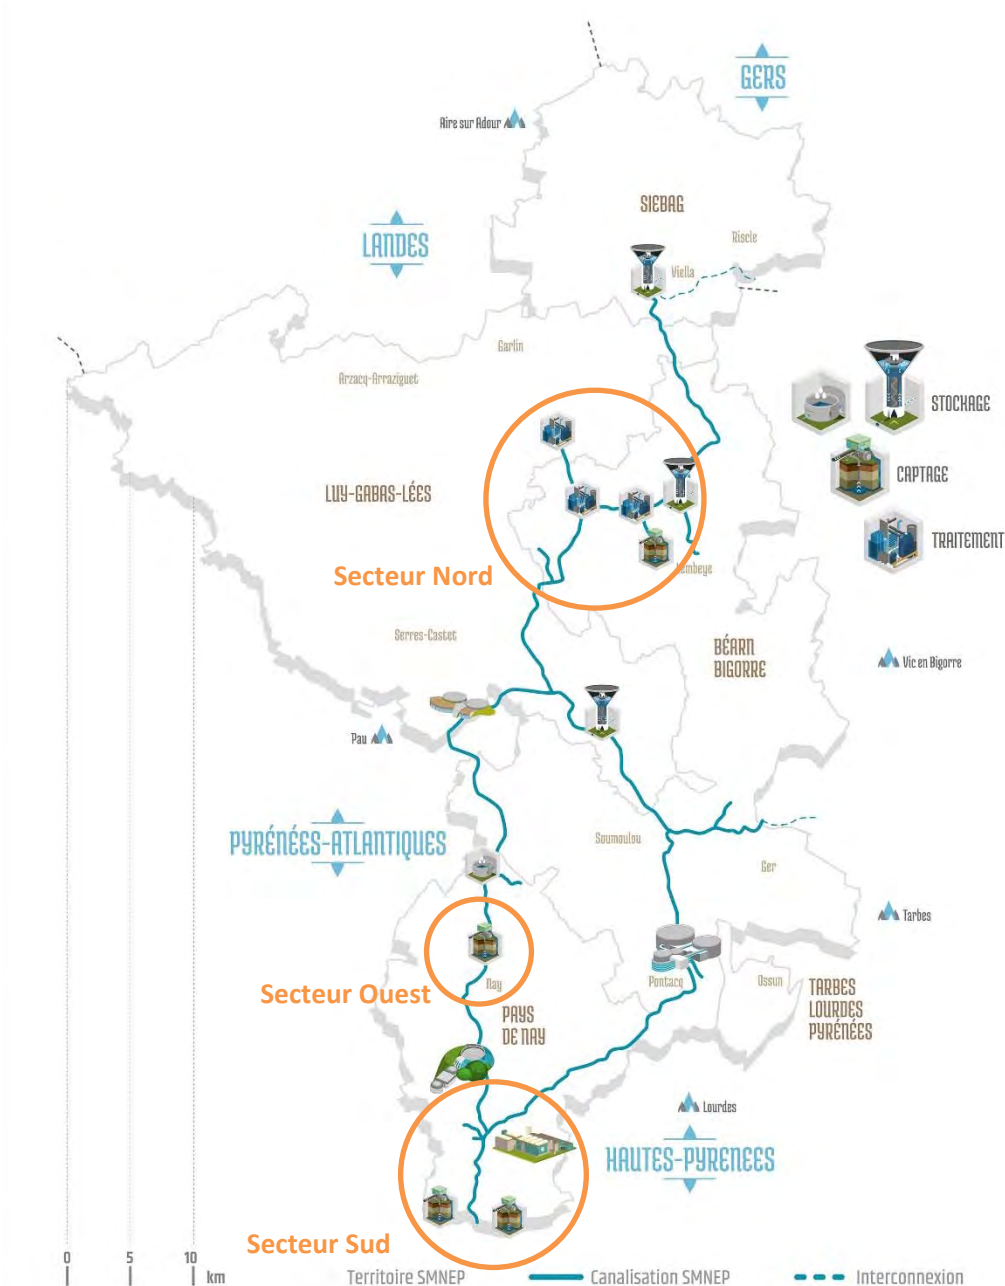 GERS
Aire sur Adour
SIEBAG
LANDES
Riscle
Viella
Garlin
Arzacq-Arraziguet
STOCKAGE
CAPTAGE
LUY-GABAS-LÉES
TRAITEMENT
Secteur Nord
Lembeye
Serres-Castet
BÉARN
BIGORRE
Vic en Bigorre
Pau
PYRÉNÉES-ATLANTIQUES
Soumoulou
Ger
Tarbes
Secteur Ouest
Nay
Pontacq
Ossun
TARBES
LOURDES
PYRÉNÉES
PAYS
DE NAY
Lourdes
HAUTES-PYRENEES
Secteur Sud
0 5 10
km
Territoire SMNEP
Canalisation SMNEP
Interconnexion